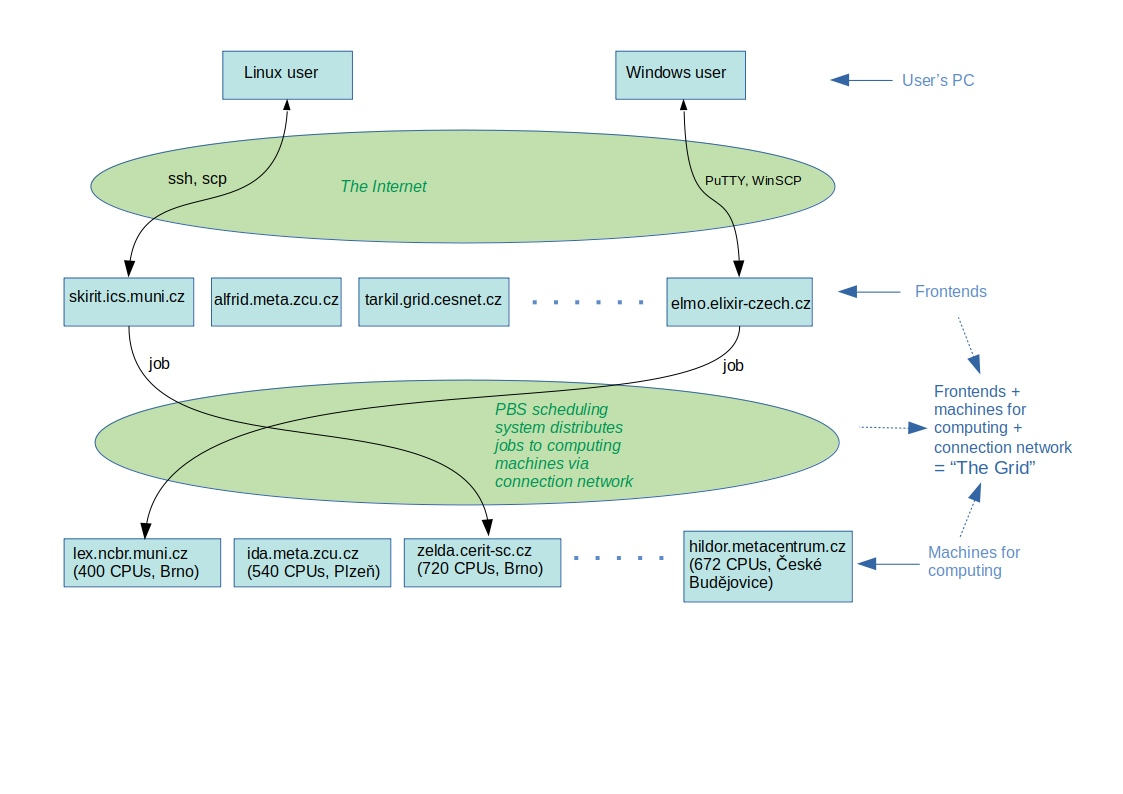 Linux user
Windows user
User’s PC
ssh, scp
The Internet
PuTTY, WinSCP
skirit.ics.muni.cz
alfrid.meta.zcu.cz
tarkil.grid.cesnet.cz
elmo.elixir-czech.cz
Frontends
job
job
PBS scheduling
system distributes
jobs to computing
machines via
connection network
Frontends +
machines for
computing +
connection network
= “The Grid”
lex.ncbr.muni.cz
(400 CPUs, Brno)
ida.meta.zcu.cz
(540 CPUs, Plzeň)
zelda.cerit-sc.cz
(720 CPUs, Brno)
hildor.metacentrum.cz
(672 CPUs, České
Budějovice)
Machines for
computing